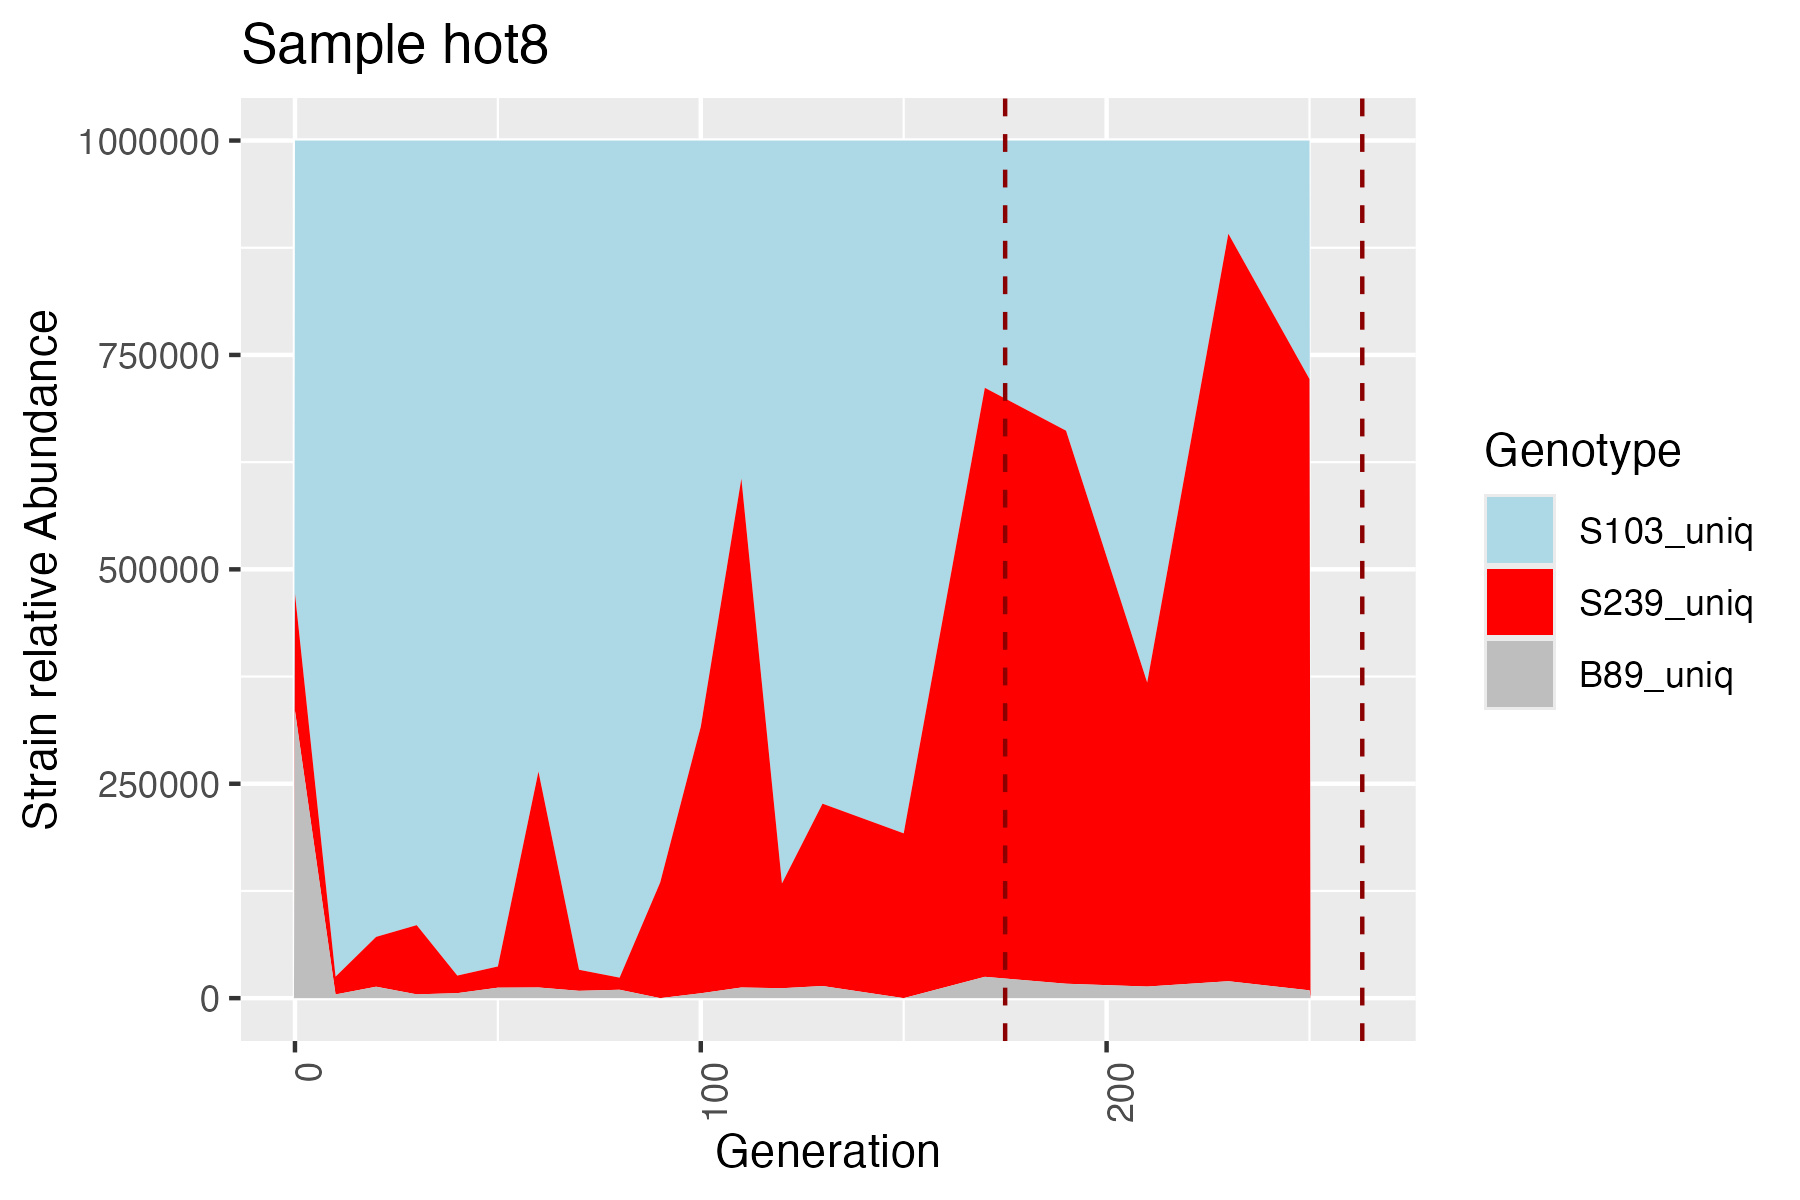 Sample hot8
1000000
750000
500000
250000
0
Strain relative Abundance
0
100
200
Generation
Genotype
S103_uniq
S239_uniq
B89_uniq